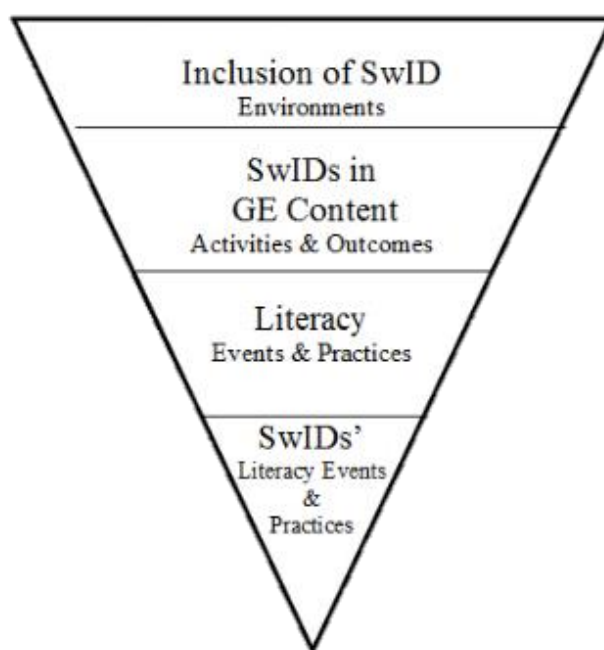 Inclusion of SwID
Environments
SwIDs in
GE Content
Activities & Outcomes
Literacy
Events & Practices
SwIDs’
Literacy Events
&
Practices